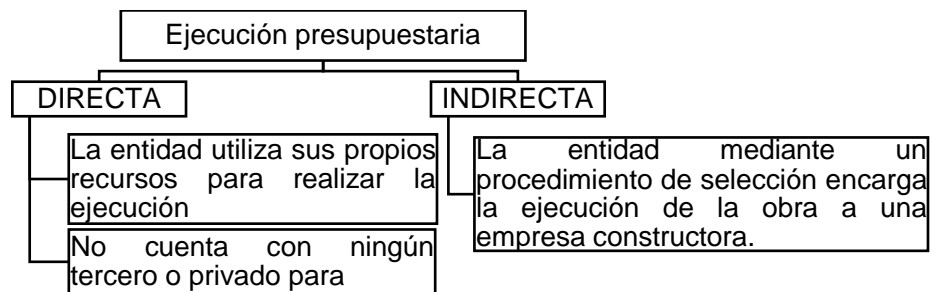 Ejecución presupuestaria
DIRECTA
La entidad utiliza sus propios
recursos para realizar la
ejecución
No cuenta con ningún
tercero o privado para
INDIRECTA
La entidad mediante un
procedimiento de selección encarga
la ejecución de la obra a una
empresa constructora.